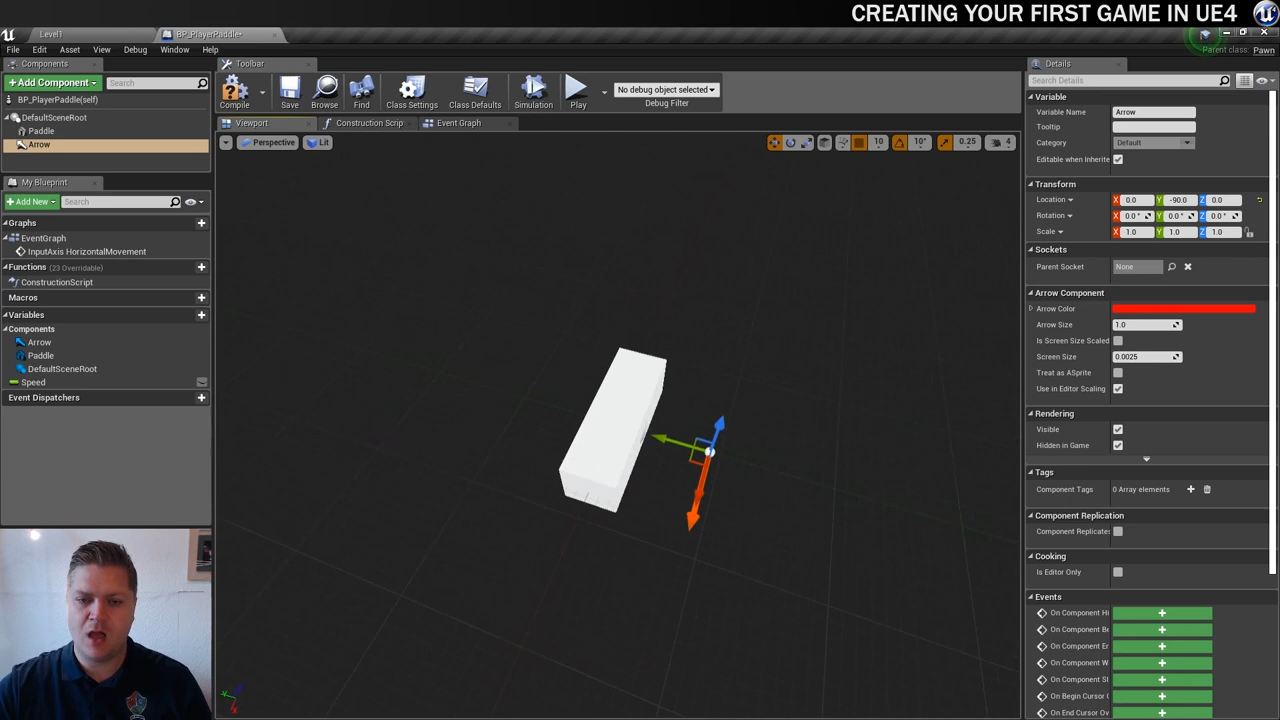 CREATING YOUR FIRST GAME IN UE4
Level1
BP_PlayerPaddle*
File Edit Asset View Debug Window Help
Parent class: Pawn
Components
+Add Component
Search
BP_PlayerPaddle(self)
DefaultSceneRoot
Paddle
Arrow
My Blueprint
+Add New
Search
Graphs
EventGraph
InputAxis HorizontalMovement
Functions (23 Overridable)
ConstructionScript
Macros
Variables
Components
Arrow
Paddle
DefaultSceneRoot
Speed
Event Dispatchers
Toolbar
Compile
Save
Browse
Find
Class Settings
Class Defaults
Simulation
Play
No debug object selected
Debug Filter
Viewport
Construction Scrip
Event Graph
Perspective
Lit
10
10°
0.25
4
Details
Search Details
Variable
Variable Name Arrow
Tooltip
Category Default
Editable when Inherite
Transform
Location X 0.0 Y -90.0 Z 0.0
Rotation X 0.0° Y 0.0° Z 0.0°
Scale X 1.0 Y 1.0 Z 1.0
Sockets
Parent Socket None
Arrow Component
Arrow Color
Arrow Size 1.0
Is Screen Size Scaled
Screen Size 0.0025
Treat as ASprite
Use in Editor Scaling
Rendering
Visible
Hidden in Game
Tags
Component Tags 0 Array elements
Component Replication
Component Replicates
Cooking
Is Editor Only
Events
On Component Hi
On Component Be
On Component En
On Component W
On Component Sl
On Begin Cursor O
On End Cursor Ov